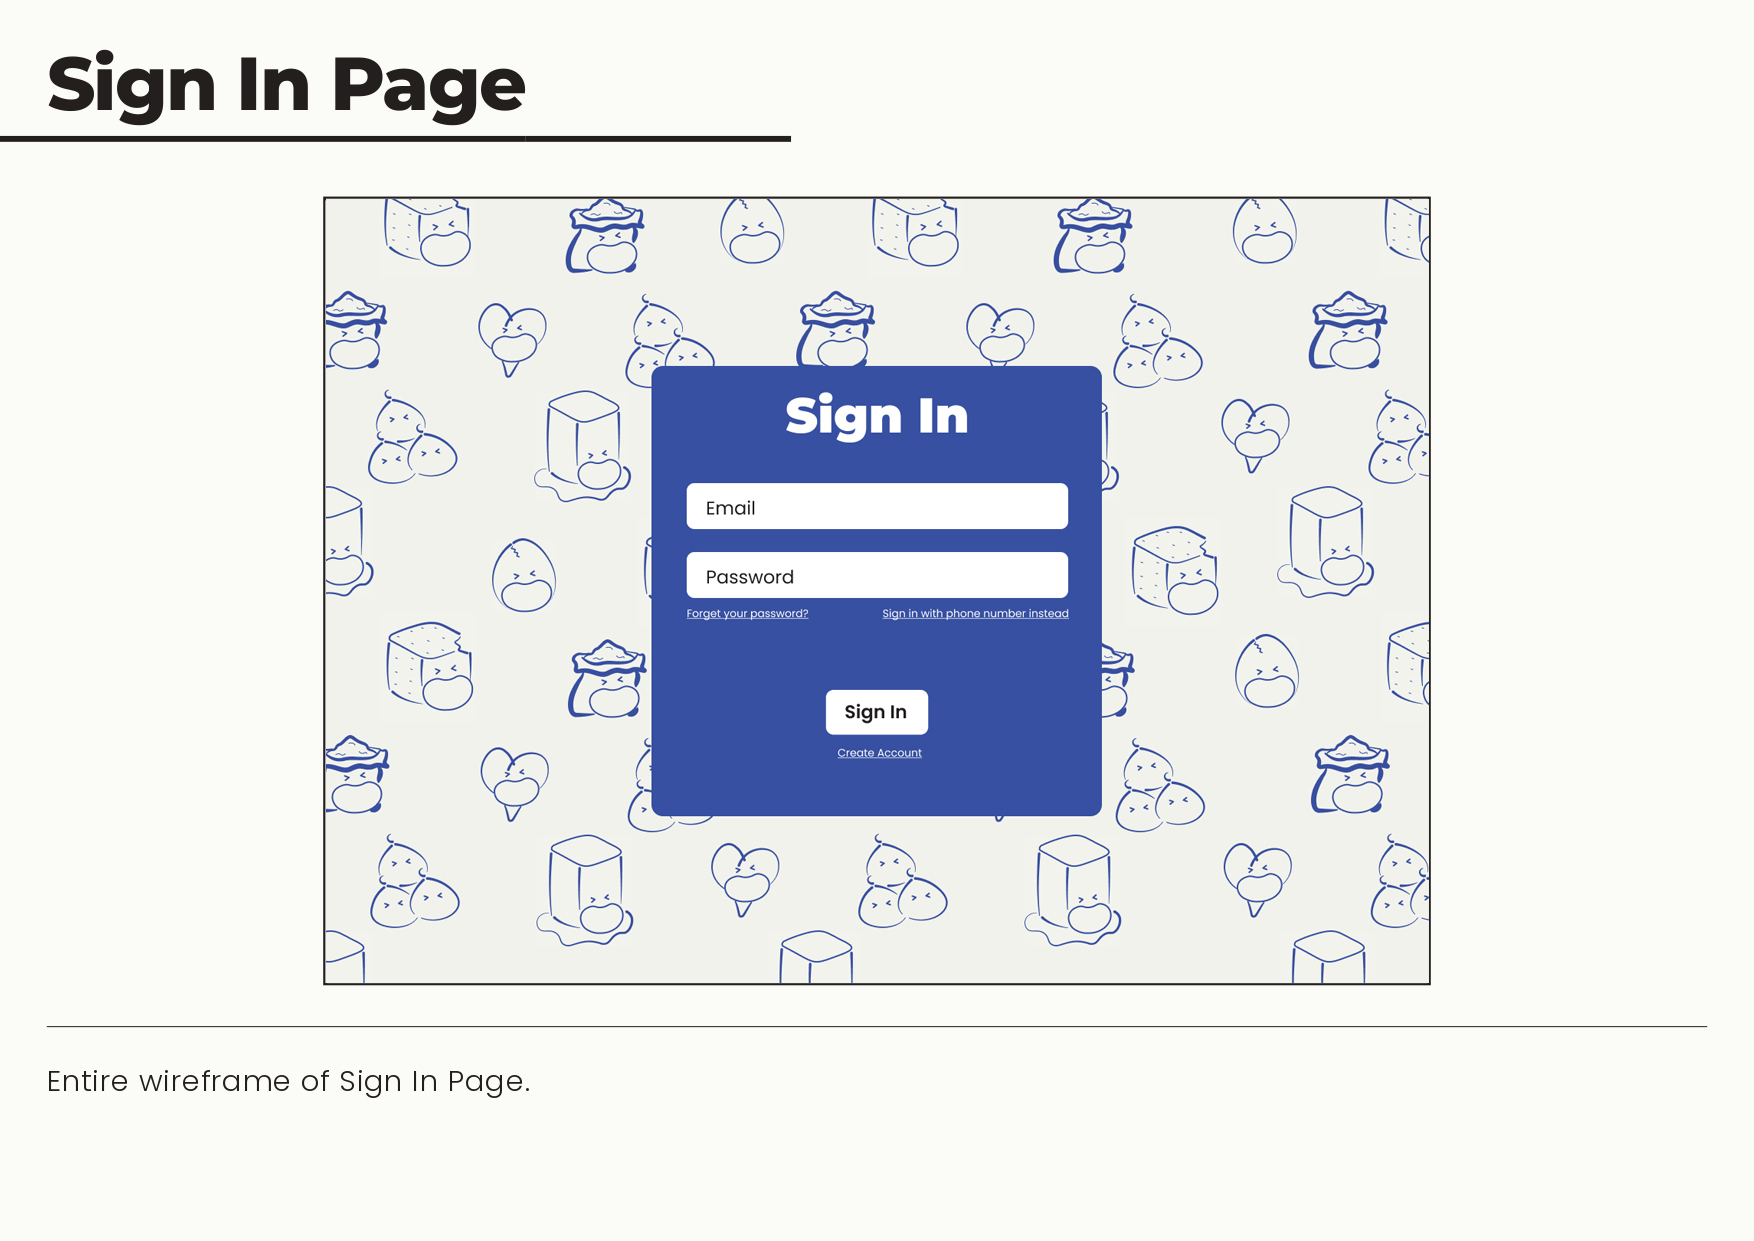 Sign In Page
Sign In
Email
Password
Forget your password? Sign in with phone number instead
Sign In
Create Account
Entire wireframe of Sign In Page.